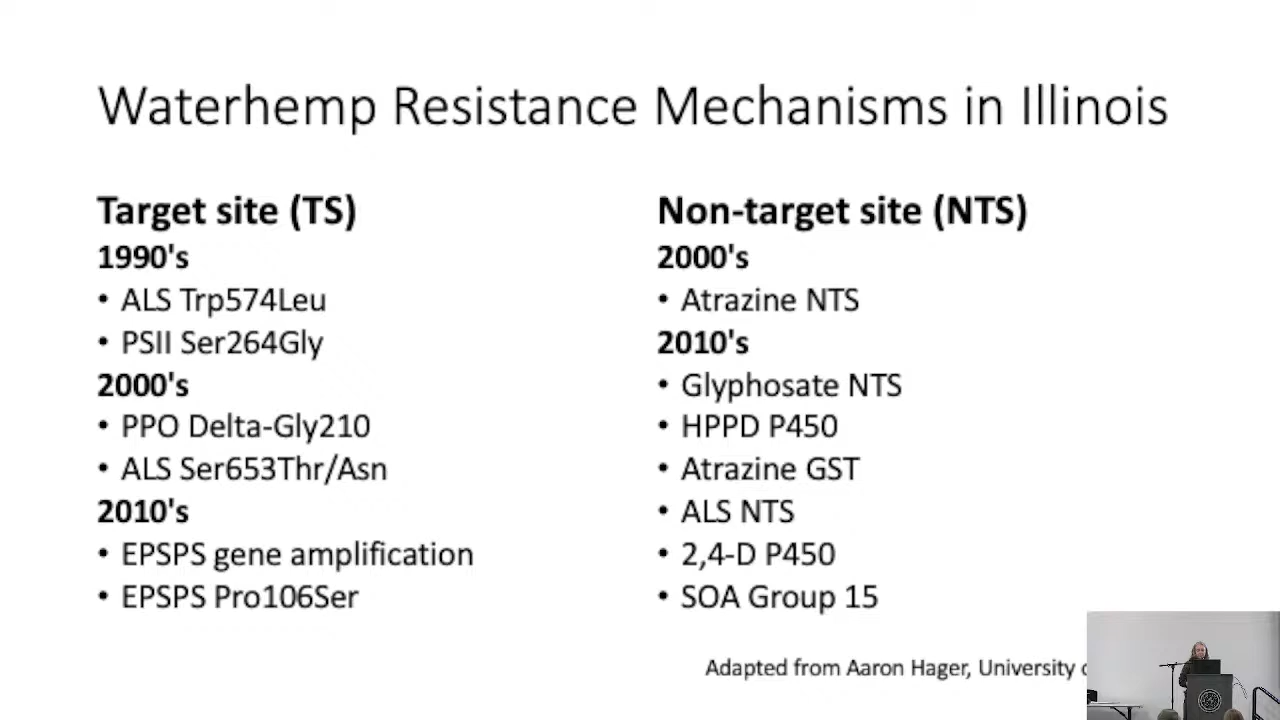 Waterhemp Resistance Mechanisms in Illinois
Target site (TS)
1990's
• ALS Trp574Leu
• PSII Ser264Gly
2000's
• PPO Delta-Gly210
• ALS Ser653Thr/Asn
2010's
• EPSPS gene amplification
• EPSPS Pro106Ser
Non-target site (NTS)
2000's
• Atrazine NTS
2010's
• Glyphosate NTS
• HPPD P450
• Atrazine GST
• ALS NTS
• 2,4-D P450
• SOA Group 15
Adapted from Aaron Hager, University